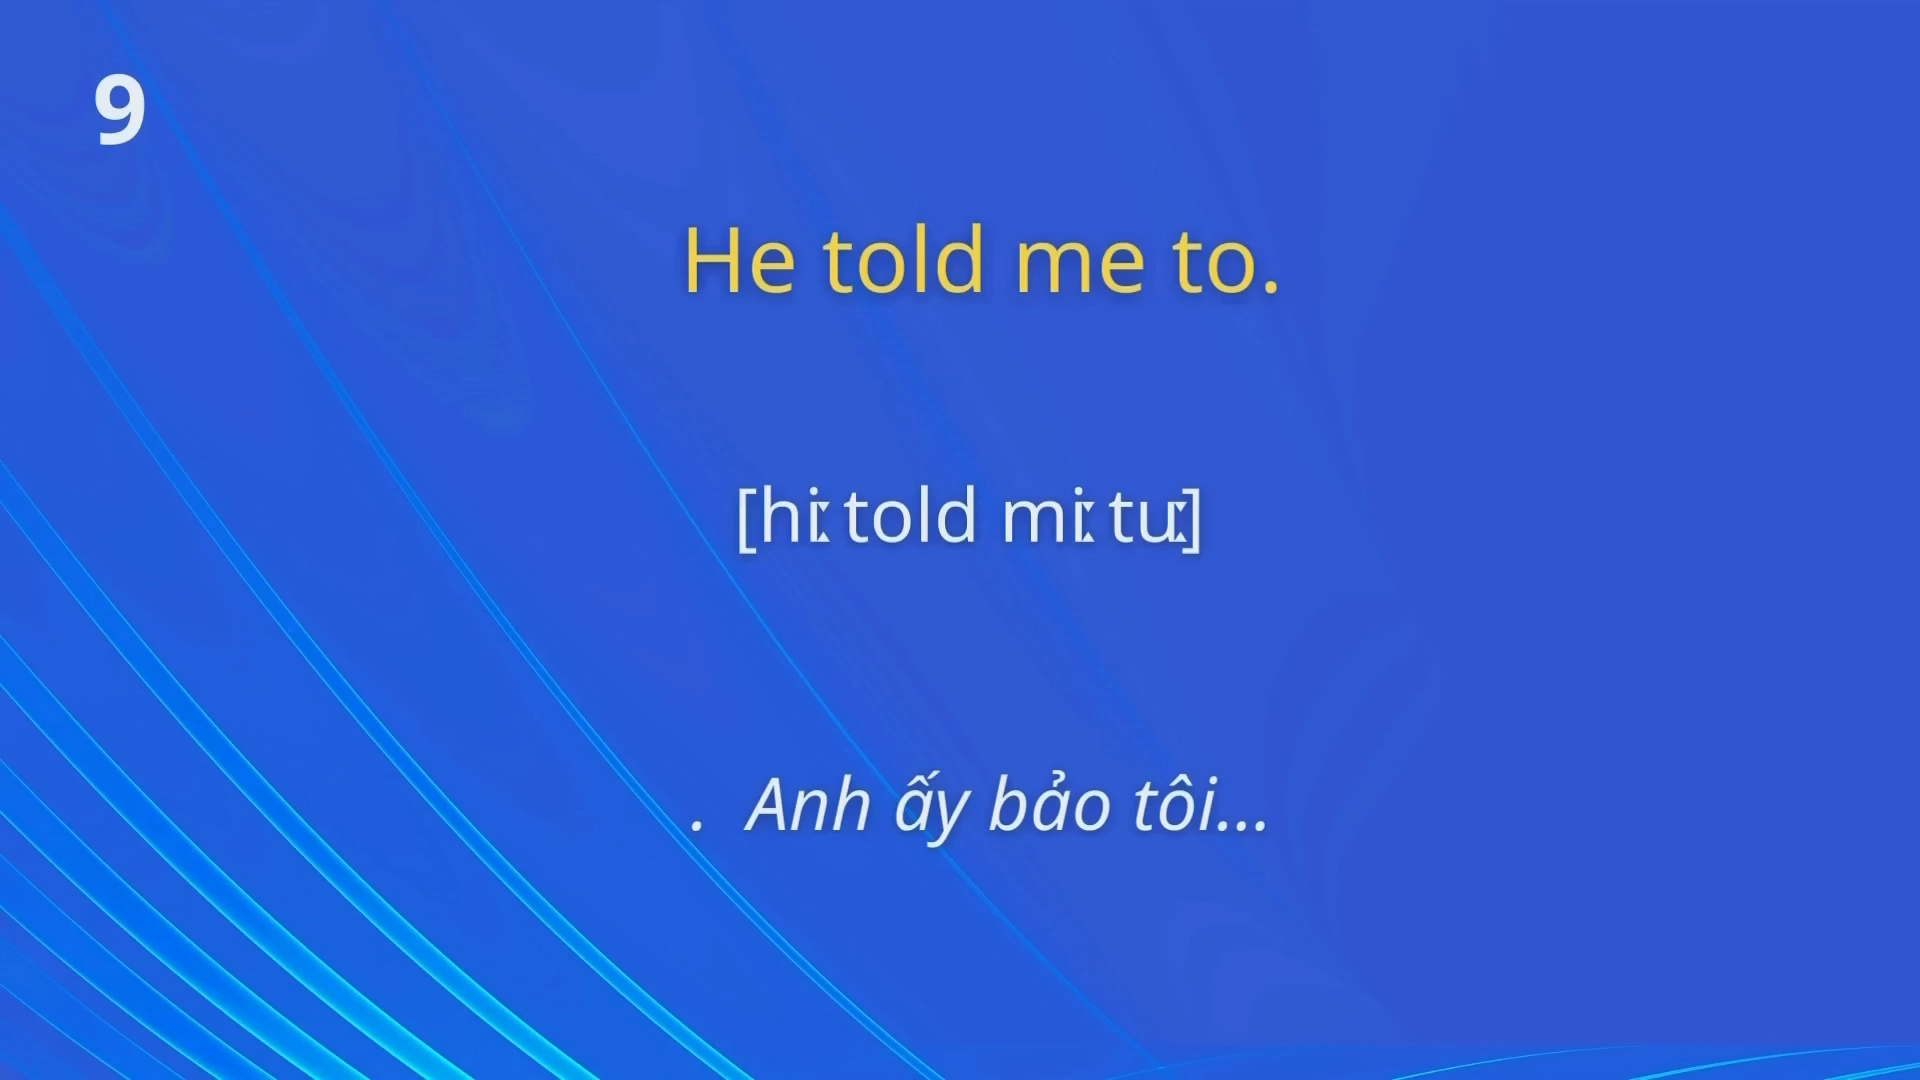 9
He told me to.
[hiː told miː tuː]
. Anh ấy bảo tôi...